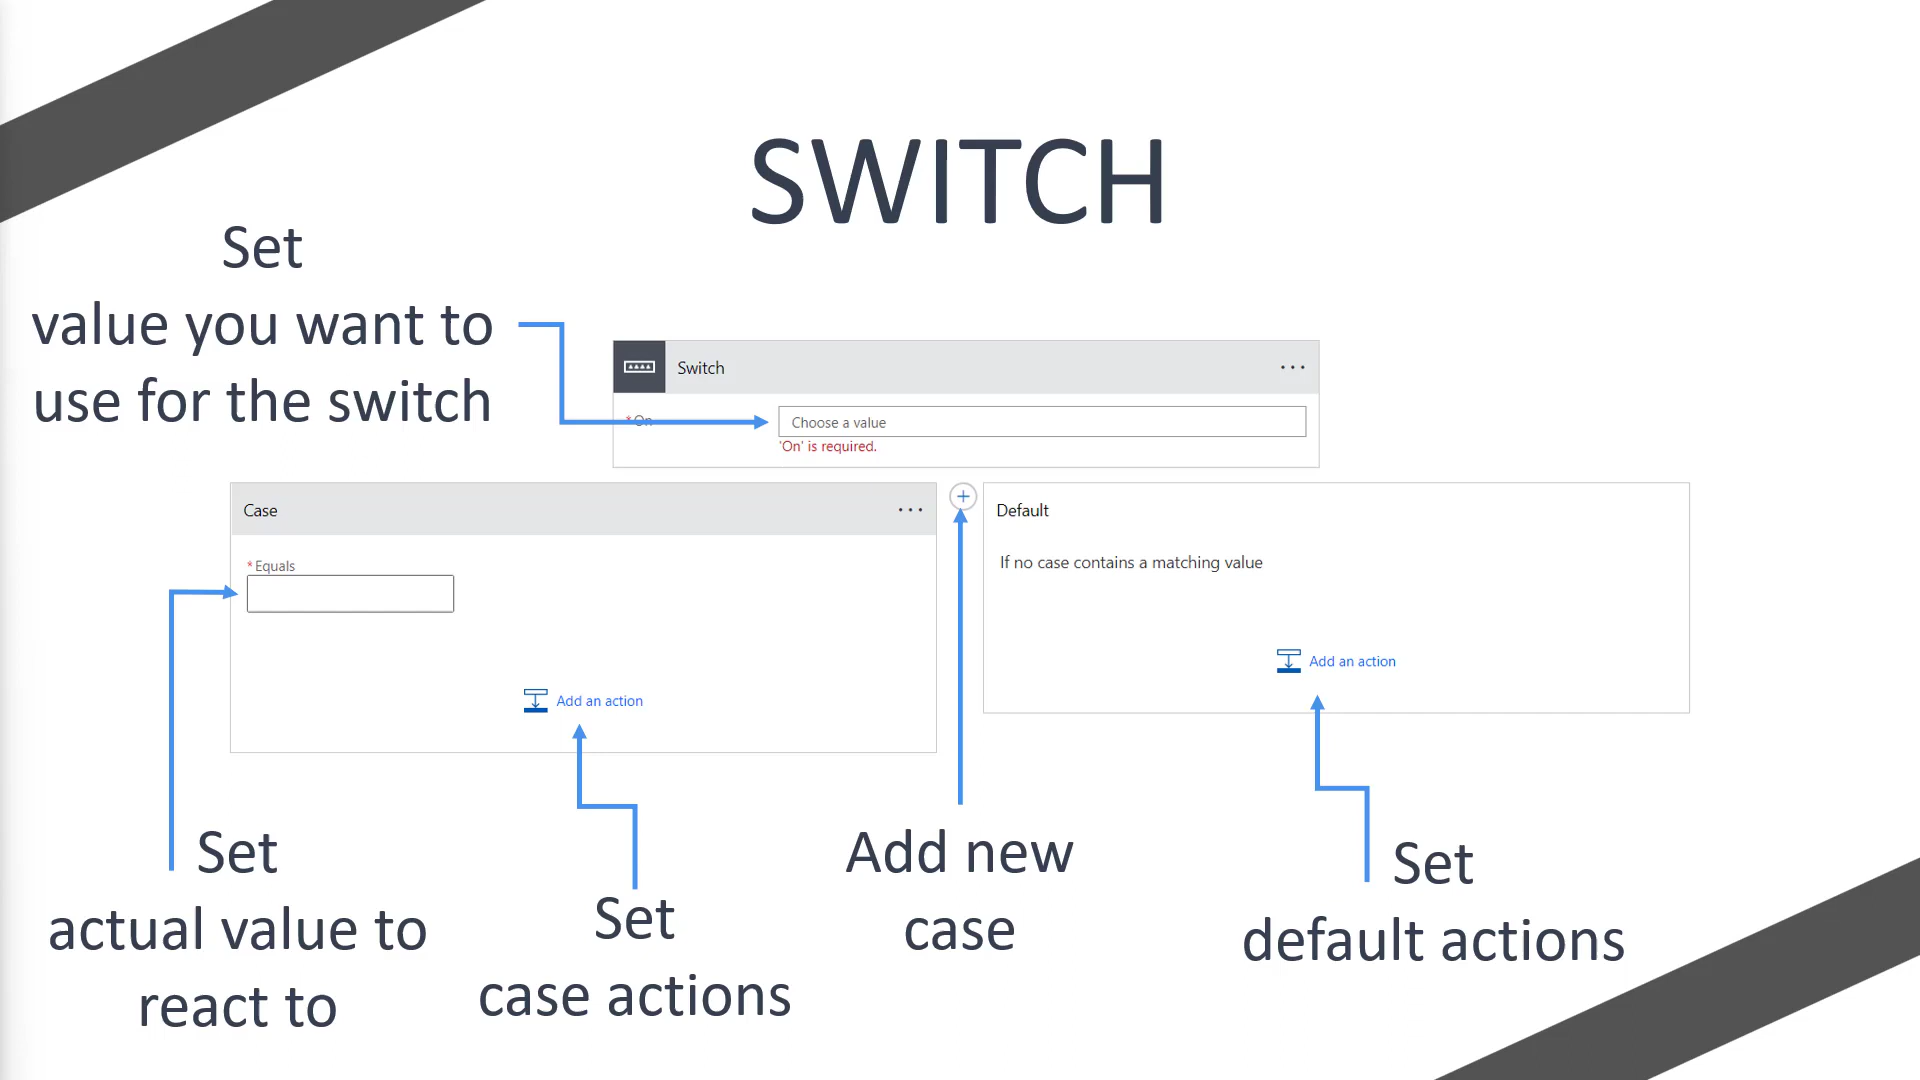 SWITCH
Set
value you want to
use for the switch
Switch
* On
Choose a value
'On' is required.
Case
* Equals
Add an action
Default
If no case contains a matching value
Add an action
Set
actual value to
react to
Set
case actions
Add new
case
Set
default actions